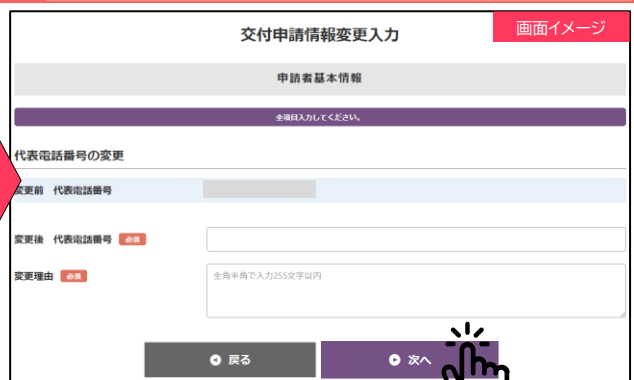 画面イメージ
交付申請情報変更入力
申請者基本情報
全項目入力してください。
代表電話番号の変更
変更前 代表電話番号
変更後 代表電話番号 必須
変更理由 必須
全角半角で入力255文字以内
戻る
次へ